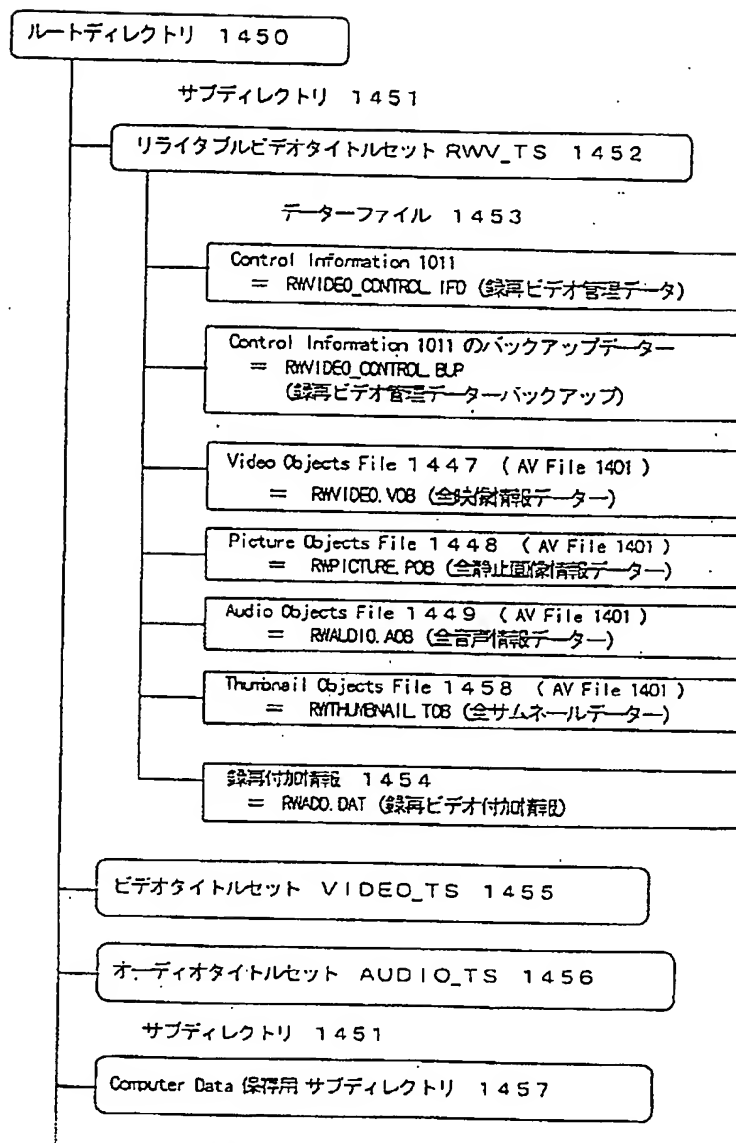 ルートディレクトリ 1450
サブディレクトリ 1451
リライタブルビデオタイトルセット RWV_TS 1452
データーファイル 1453
Control Information 1011
= RWVIDEO_CONTROL.IFO (録再ビデオ管理データ)
Control Information 1011 のバックアップデーター
= RWVIDEO_CONTROL.BUP
(録再ビデオ管理データーバックアップ)
Video Objects File 1447 ( AV File 1401 )
= RWVIDEO.VOB (全映像情報データー)
Picture Objects File 1448 ( AV File 1401 )
= RWPICTURE.POB (全静止画像情報データー)
Audio Objects File 1449 ( AV File 1401 )
= RWAUDIO.AOB (全音声情報データー)
Thumbnail Objects File 1458 ( AV File 1401 )
= RWTHUMBNAIL.TOB (全サムネールデーター)
録再付加情報 1454
= RWADD.DAT (録再ビデオ付加情報)
ビデオタイトルセット VIDEO_TS 1455
オーディオタイトルセット AUDIO_TS 1456
サブディレクトリ 1451
Computer Data 保存用 サブディレクトリ 1457